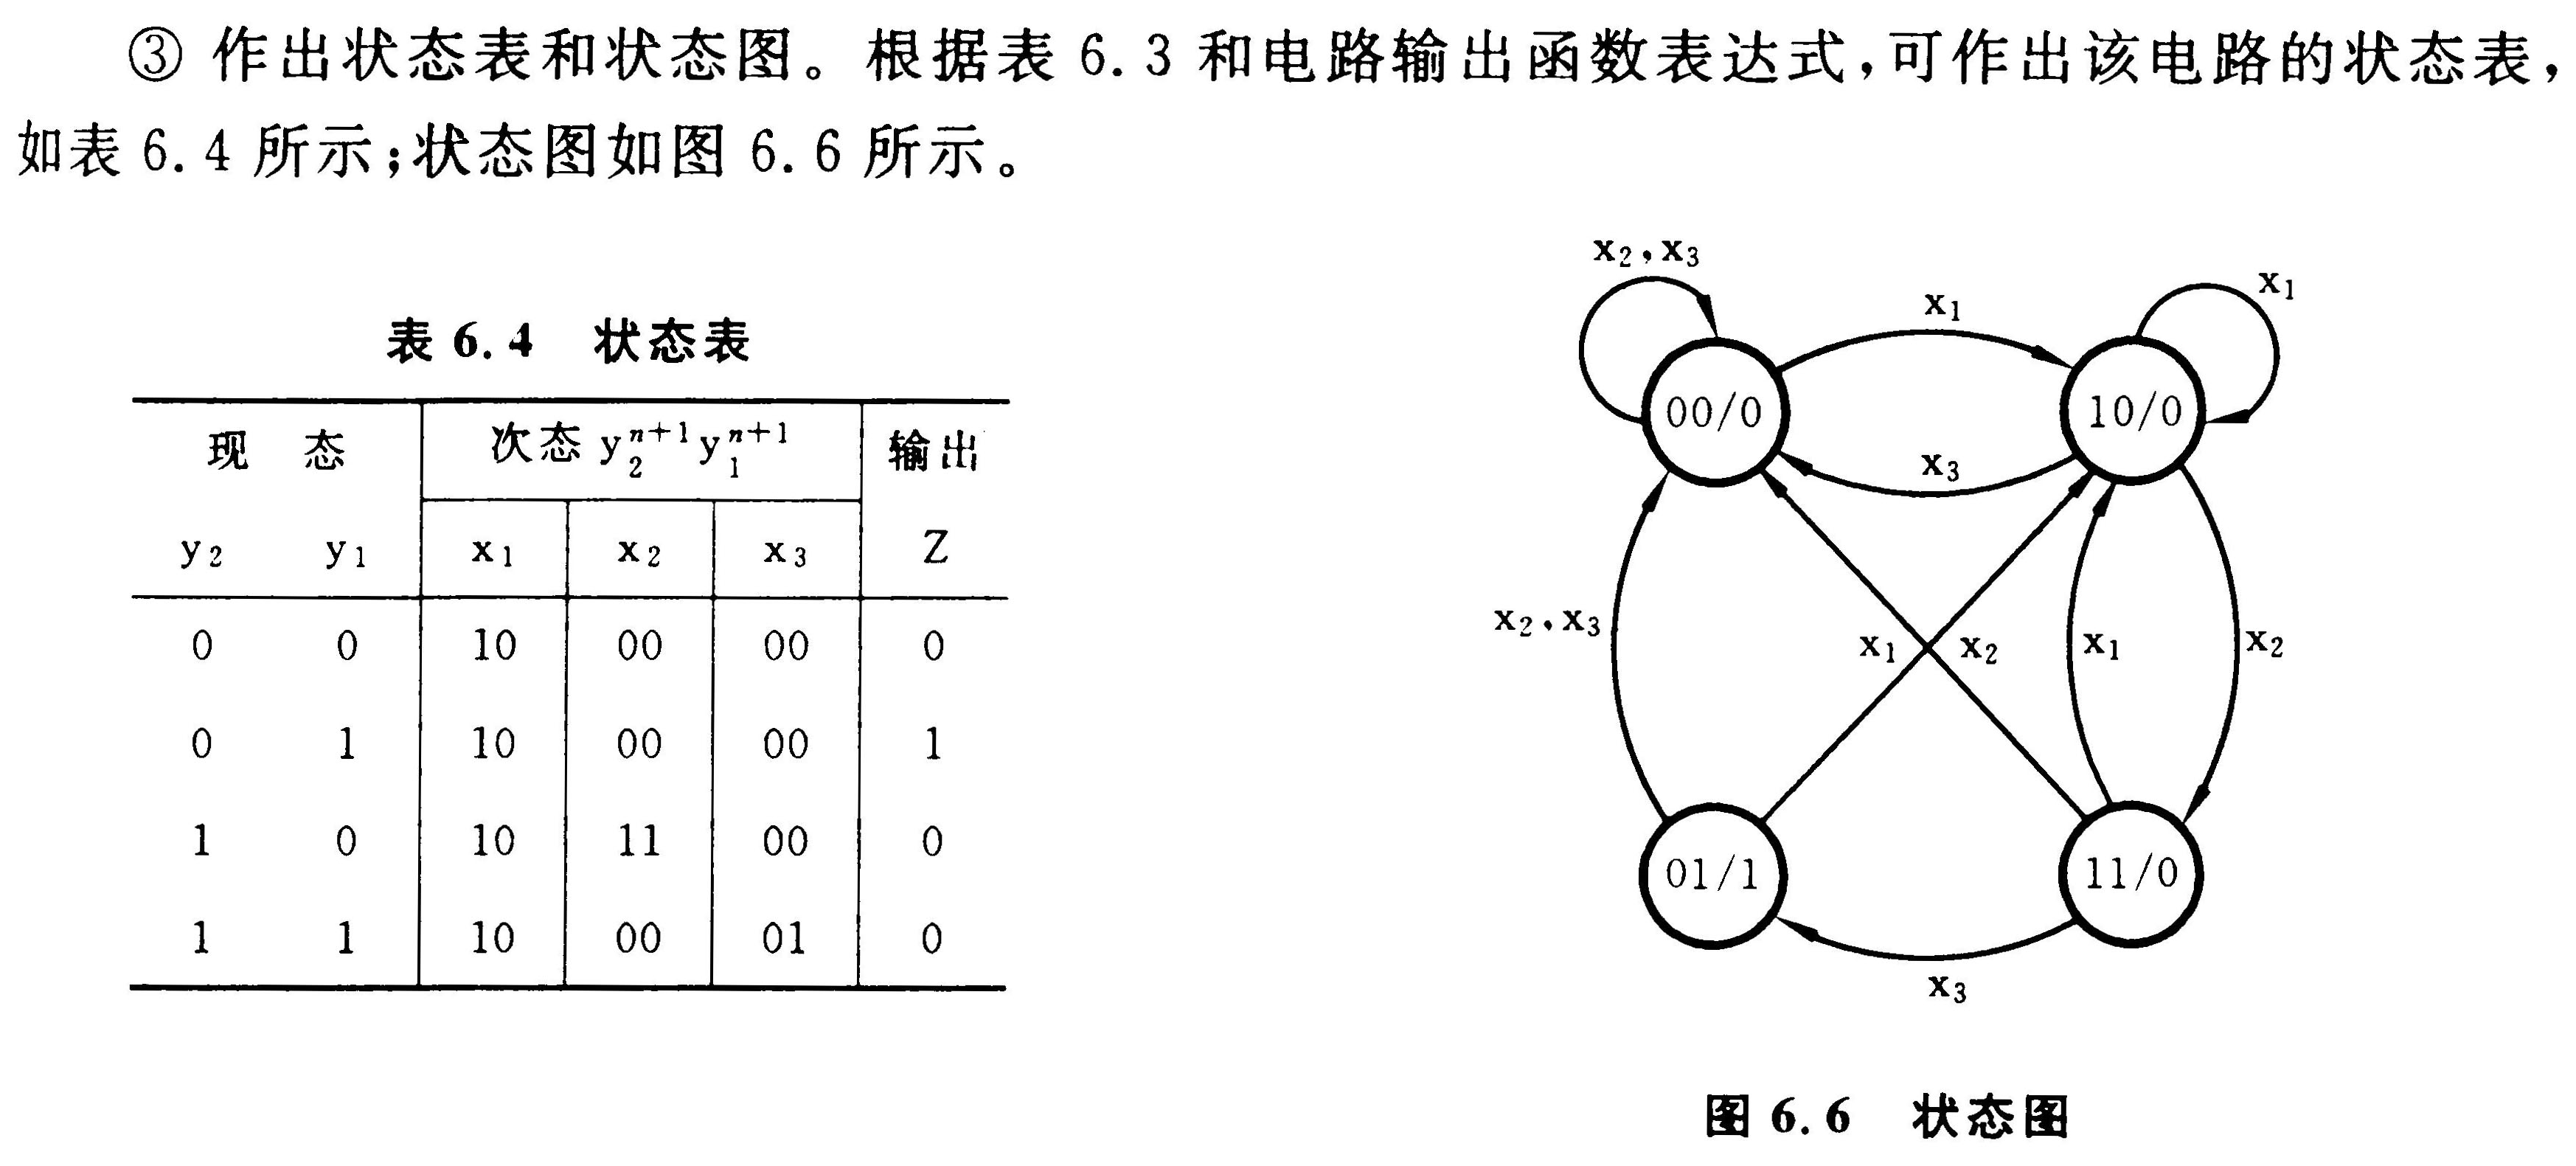 ③ 作出状态表和状态图。根据表 6.3 和电路输出函数表达式,可作出该电路的状态表,
如表 6.4 所示;状态图如图 6.6 所示。
表 6.4 状态表
现 态 次态 y₂ⁿ⁺¹y₁ⁿ⁺¹ 输出
y₂ y₁ x₁ x₂ x₃ Z
0 0 10 00 00 0
0 1 10 00 00 1
1 0 10 11 00 0
1 1 10 00 01 0
x₂,x₃
x₁
x₁
00/0
10/0
x₃
x₂,x₃
x₁
x₂
x₁
x₂
01/1
11/0
x₃
图 6.6 状态图